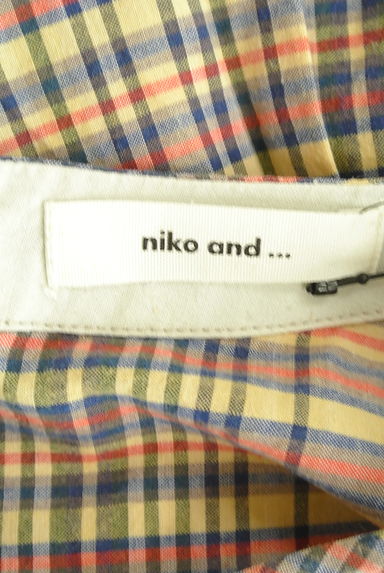 niko and ...